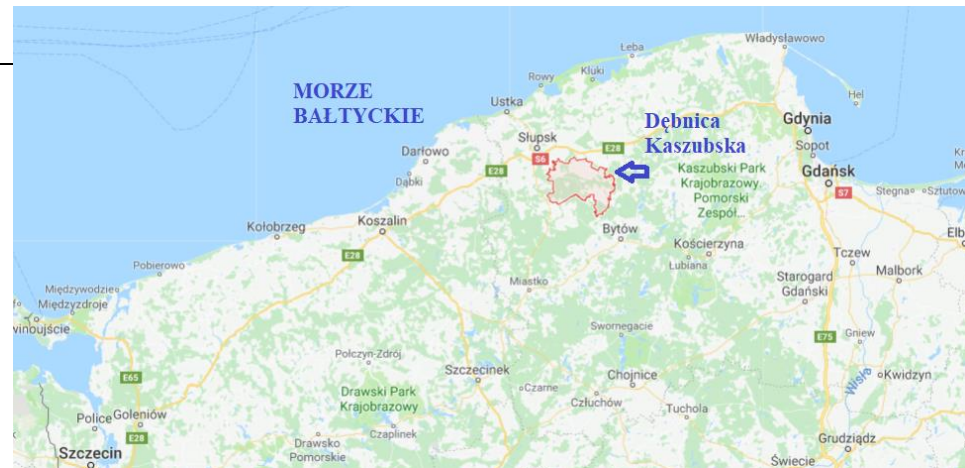 Władysławowo
Łeba
Rowy
Kluki
Hel
MORZE
BAŁTYCKIE
Ustka
Dębnica
Kaszubska
Gdynia
Słupsk
Sopot
S6
E28
Darłowo
Kaszubski Park
Krajobrazowy
Pomorski
Zespół...
Gdańsk
E28
Dąbki
S7
Stegna
Sztutow
Kołobrzeg
Koszalin
Bytów
Elb
Kościerzyna
E28
Tczew
Pobierowo
Łubiana
Malbork
Miastko
Starogard
Gdański
Międzywodzie
Międzyzdroje
winoujście
Swornegacie
E75
Gniew
Połczyn-Zdrój
Szczecinek
Chojnice
Wisła
Kwidzyn
E65
Czarne
Drawski Park
Krajobrazowy
Człuchów
Tuchola
Police
Goleniów
Czaplinek
E28
Drawsko
Pomorskie
Grudziądz
Szczecin
Świecie